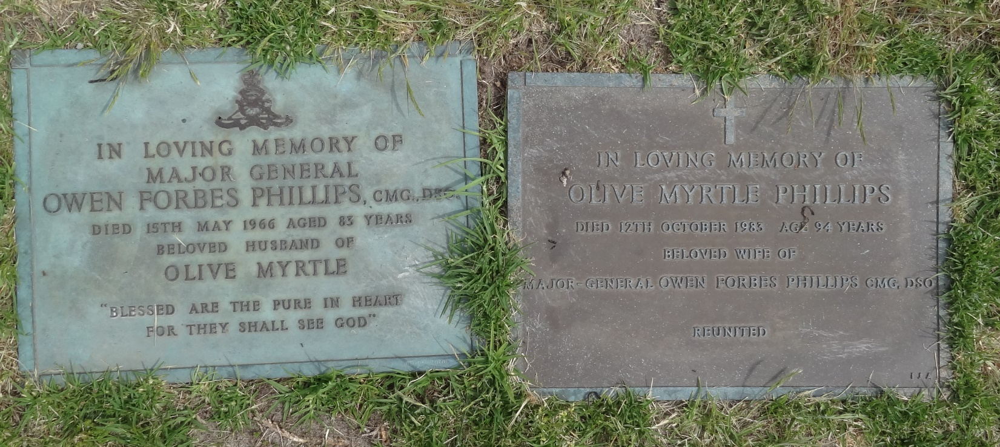 IN LOVING MEMORY OF
MAJOR GENERAL
OWEN FORBES PHILLIPS, CMG., DSO.
DIED 15TH MAY 1966 AGED 83 YEARS
BELOVED HUSBAND OF
OLIVE MYRTLE
"BLESSED ARE THE PURE IN HEART
FOR THEY SHALL SEE GOD"
IN LOVING MEMORY OF
OLIVE MYRTLE PHILLIPS
DIED 12TH OCTOBER 1983 AGE 94 YEARS
BELOVED WIFE OF
MAJOR-GENERAL OWEN FORBES PHILLIPS CMG, DSO
REUNITED